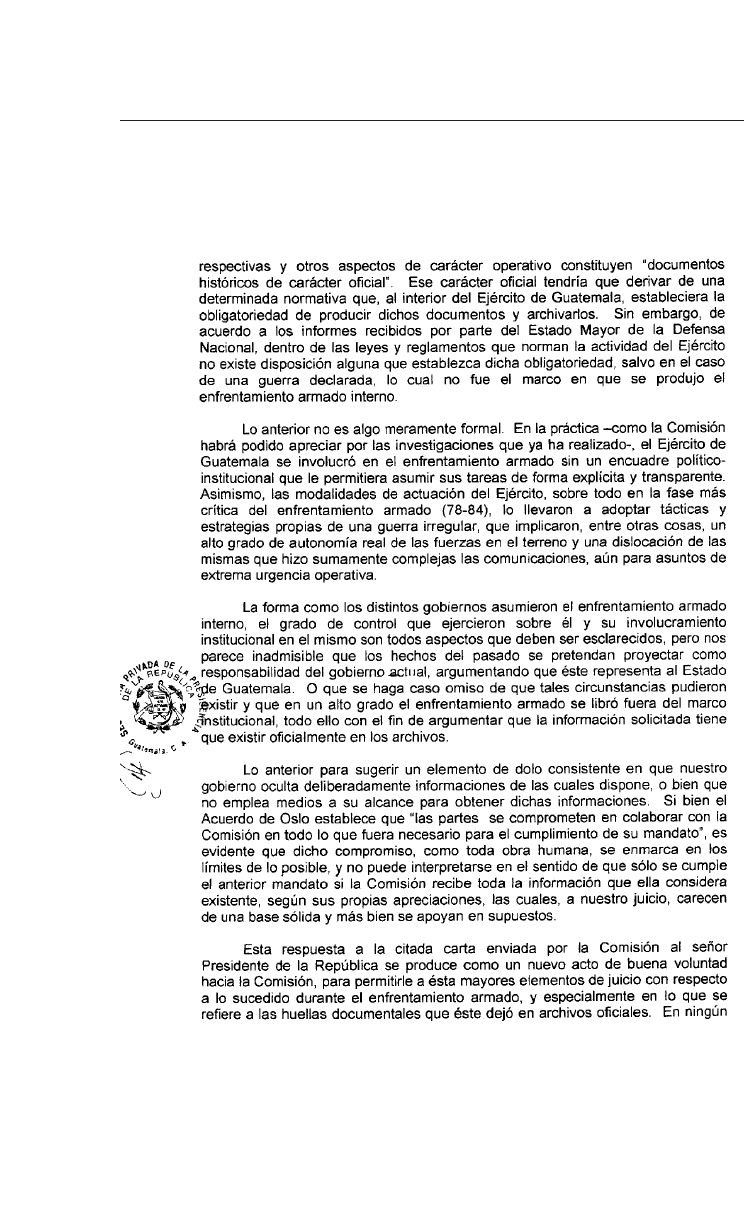 respectivas y otros aspectos de carácter operativo constituyen "documentos
históricos de carácter oficial". Ese carácter oficial tendría que derivar de una
determinada normativa que, al interior del Ejército de Guatemala, estableciera la
obligatoriedad de producir dichos documentos y archivarlos. Sin embargo, de
acuerdo a los informes recibidos por parte del Estado Mayor de la Defensa
Nacional, dentro de las leyes y reglamentos que norman la actividad del Ejército
no existe disposición alguna que establezca dicha obligatoriedad, salvo en el caso
de una guerra declarada, lo cual no fue el marco en que se produjo el
enfrentamiento armado interno.
Lo anterior no es algo meramente formal. En la práctica –como la Comisión
habrá podido apreciar por las investigaciones que ya ha realizado-, el Ejército de
Guatemala se involucró en el enfrentamiento armado sin un encuadre político-
institucional que le permitiera asumir sus tareas de forma explícita y transparente.
Asimismo, las modalidades de actuación del Ejército, sobre todo en la fase más
crítica del enfrentamiento armado (78-84), lo llevaron a adoptar tácticas y
estrategias propias de una guerra irregular, que implicaron, entre otras cosas, un
alto grado de autonomía real de las fuerzas en el terreno y una dislocación de las
mismas que hizo sumamente complejas las comunicaciones, aún para asuntos de
extrema urgencia operativa.
La forma como los distintos gobiernos asumieron el enfrentamiento armado
interno, el grado de control que ejercieron sobre él y su involucramiento
institucional en el mismo son todos aspectos que deben ser esclarecidos, pero nos
parece inadmisible que los hechos del pasado se pretendan proyectar como
responsabilidad del gobierno actual, argumentando que éste representa al Estado
de Guatemala. O que se haga caso omiso de que tales circunstancias pudieron
existir y que en un alto grado el enfrentamiento armado se libró fuera del marco
institucional, todo ello con el fin de argumentar que la información solicitada tiene
que existir oficialmente en los archivos.
PRIVADA DE LA PRESIDENCIA
DE LA REPUBLICA
Guatemala, C. A.
Lo anterior para sugerir un elemento de dolo consistente en que nuestro
gobierno oculta deliberadamente informaciones de las cuales dispone, o bien que
no emplea medios a su alcance para obtener dichas informaciones. Si bien el
Acuerdo de Oslo establece que "las partes se comprometen en colaborar con la
Comisión en todo lo que fuera necesario para el cumplimiento de su mandato", es
evidente que dicho compromiso, como toda obra humana, se enmarca en los
límites de lo posible, y no puede interpretarse en el sentido de que sólo se cumple
el anterior mandato si la Comisión recibe toda la información que ella considera
existente, según sus propias apreciaciones, las cuales, a nuestro juicio, carecen
de una base sólida y más bien se apoyan en supuestos.
Esta respuesta a la citada carta enviada por la Comisión al señor
Presidente de la República se produce como un nuevo acto de buena voluntad
hacia la Comisión, para permitirle a ésta mayores elementos de juicio con respecto
a lo sucedido durante el enfrentamiento armado, y especialmente en lo que se
refiere a las huellas documentales que éste dejó en archivos oficiales. En ningún